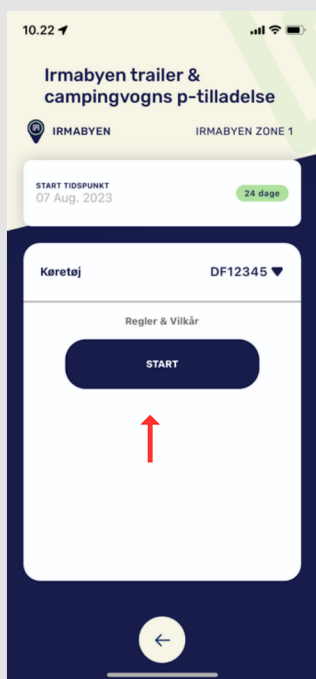 10.22
Irmabyen trailer &
campingvogns p-tilladelse
IRMABYEN IRMABYEN ZONE 1
START TIDSPUNKT
07 Aug. 2023
24 dage
Køretøj DF12345
Regler & Vilkår
START